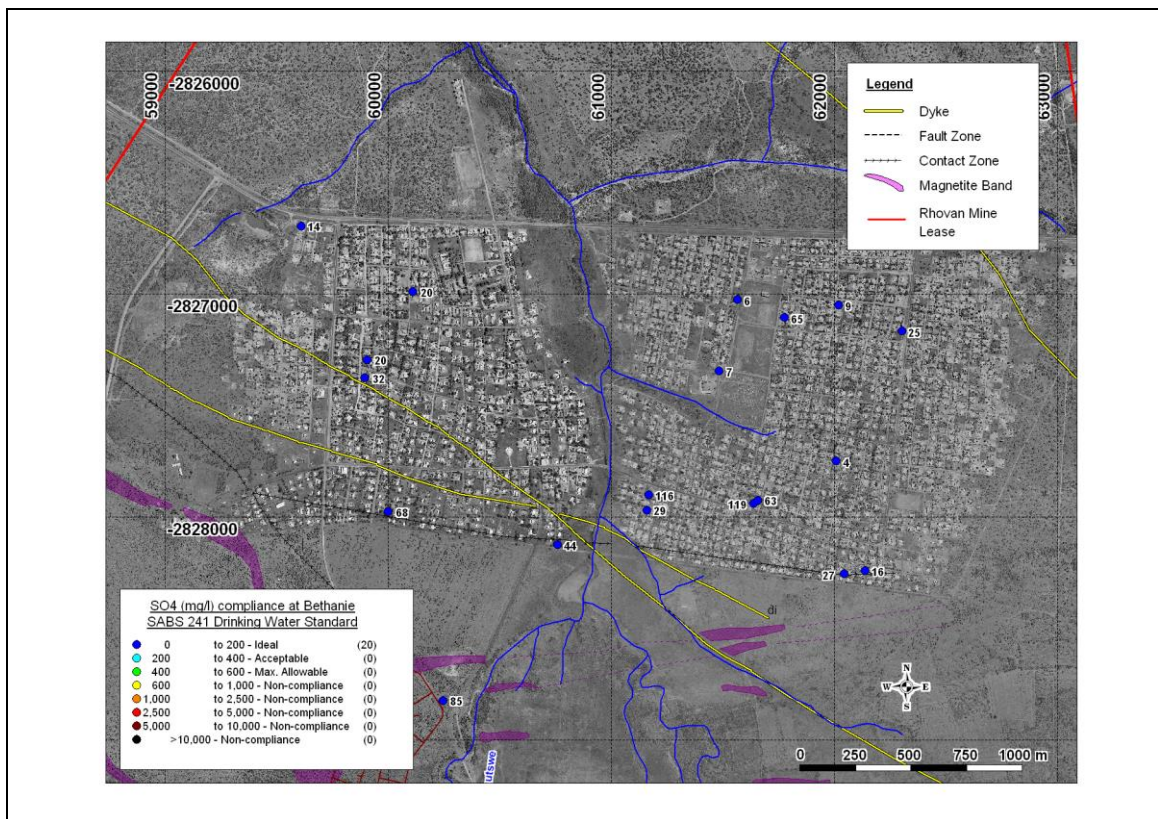 59000
60000
61000
62000
63000
-2826000
-2827000
-2828000
Legend
Dyke
Fault Zone
Contact Zone
Magnetite Band
Rhovan Mine
Lease
14
20
6
65
9
25
20
32
7
4
116
29
119
63
68
44
27
16
di
85
utswe
SO4 (mg/l) compliance at Bethanie
SABS 241 Drinking Water Standard
0 to 200 - Ideal (20)
200 to 400 - Acceptable (0)
400 to 600 - Max. Allowable (0)
600 to 1,000 - Non-compliance (0)
1,000 to 2,500 - Non-compliance (0)
2,500 to 5,000 - Non-compliance (0)
5,000 to 10,000 - Non-compliance (0)
>10,000 - Non-compliance (0)
N
W E
S
0 250 500 750 1000 m